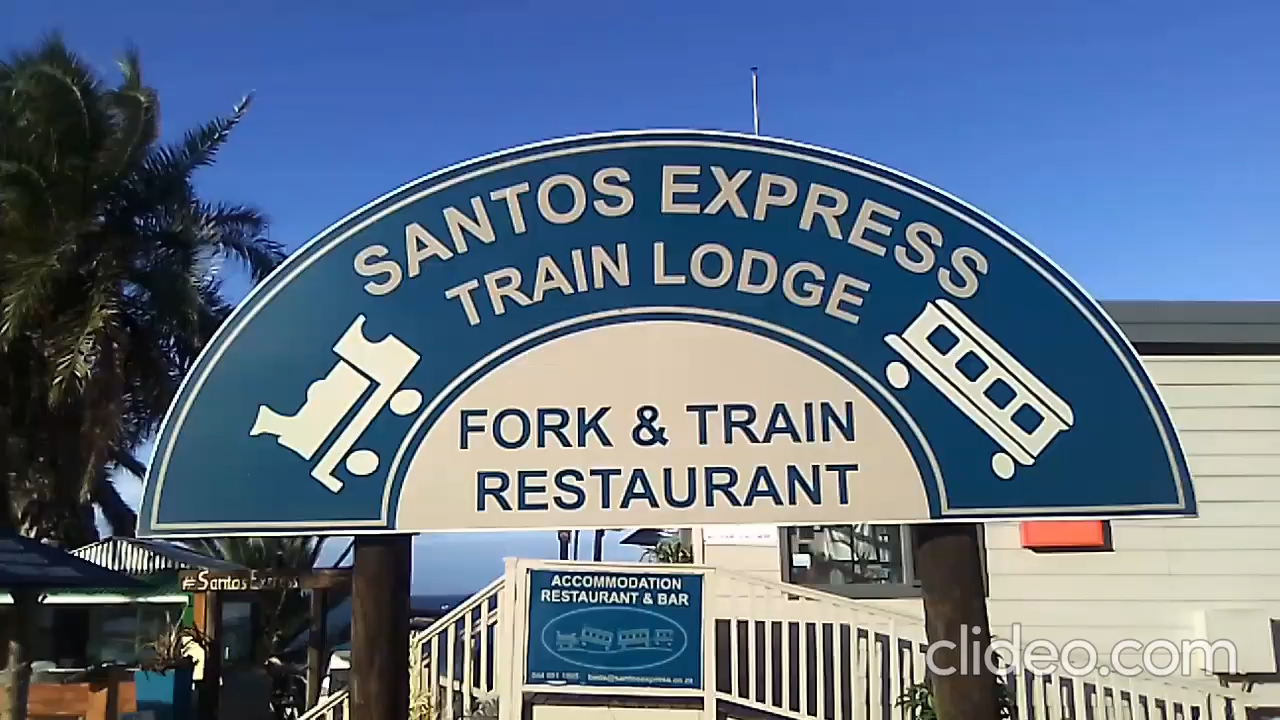 SANTOS EXPRESS
TRAIN LODGE
FORK & TRAIN
RESTAURANT
#Santos Express
ACCOMMODATION
RESTAURANT & BAR
clideo.com